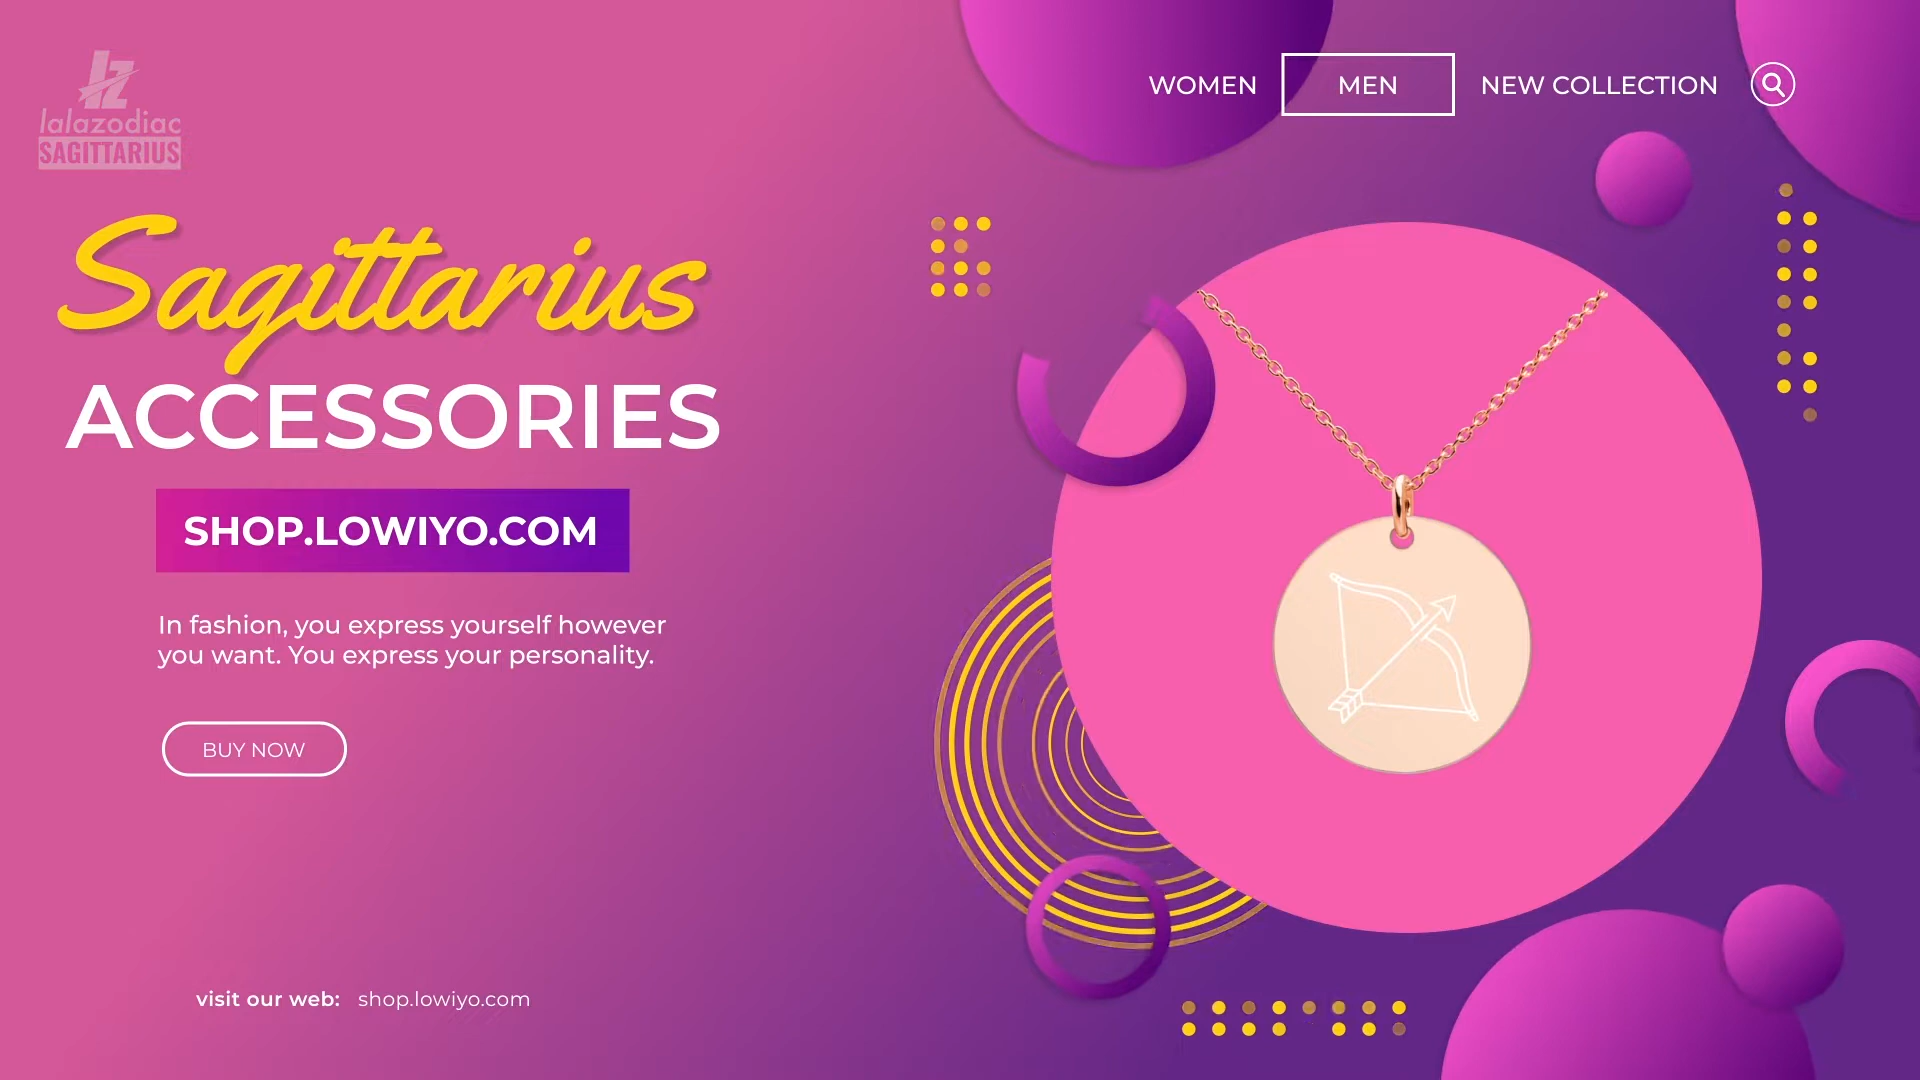 lz
lalazodiac
SAGITTARIUS
WOMEN
MEN
NEW COLLECTION
Sagittarius
ACCESSORIES
SHOP.LOWIYO.COM
In fashion, you express yourself however
you want. You express your personality.
BUY NOW
visit our web: shop.lowiyo.com